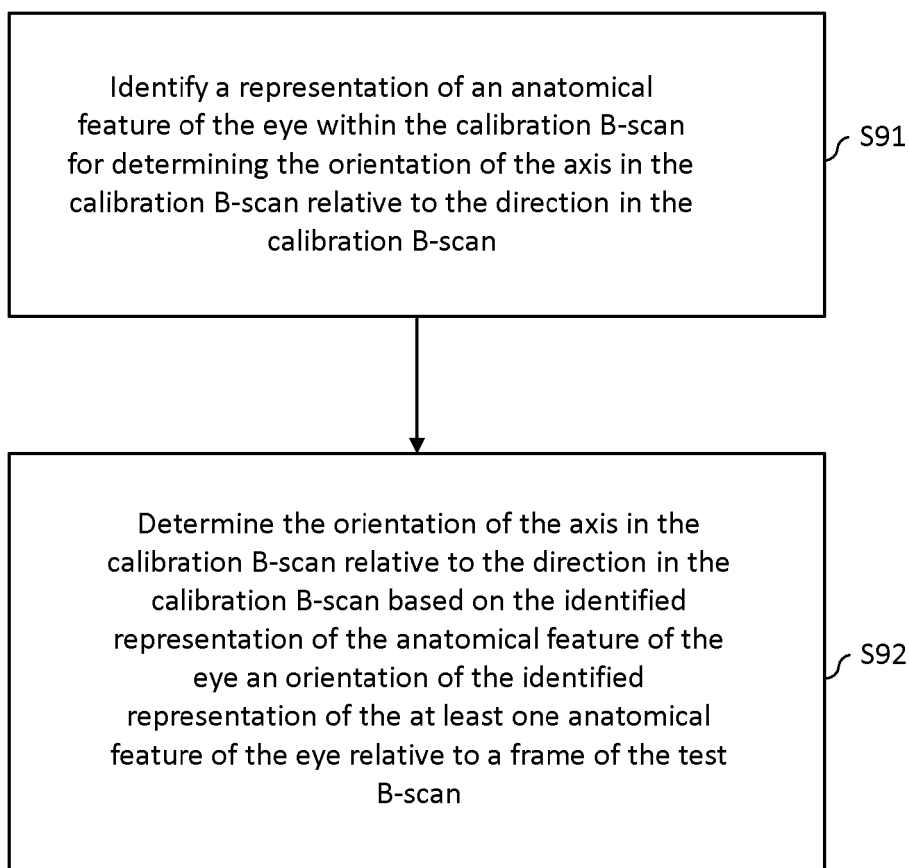 Identify a representation of an anatomical
feature of the eye within the calibration B-scan
for determining the orientation of the axis in the
calibration B-scan relative to the direction in the
calibration B-scan
S91
Determine the orientation of the axis in the
calibration B-scan relative to the direction in the
calibration B-scan based on the identified
representation of the anatomical feature of the
eye an orientation of the identified
representation of the at least one anatomical
feature of the eye relative to a frame of the test
B-scan
S92